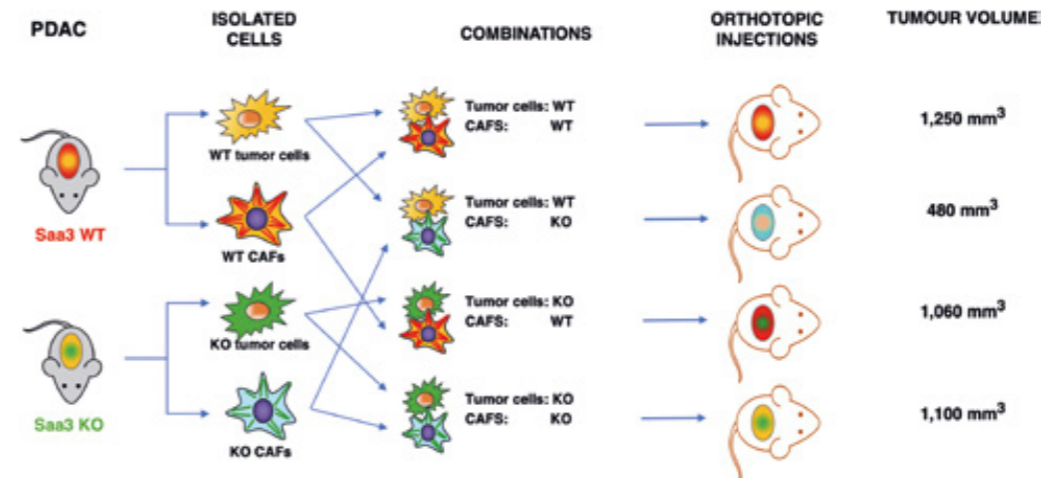 PDAC
ISOLATED
CELLS
COMBINATIONS
ORTHOTOPIC
INJECTIONS
TUMOUR VOLUME
Saa3 WT
WT tumor cells
WT CAFs
Saa3 KO
KO tumor cells
KO CAFs
Tumor cells: WT
CAFS: WT
1,250 mm³
Tumor cells: WT
CAFS: KO
480 mm³
Tumor cells: KO
CAFS: WT
1,060 mm³
Tumor cells: KO
CAFS: KO
1,100 mm³